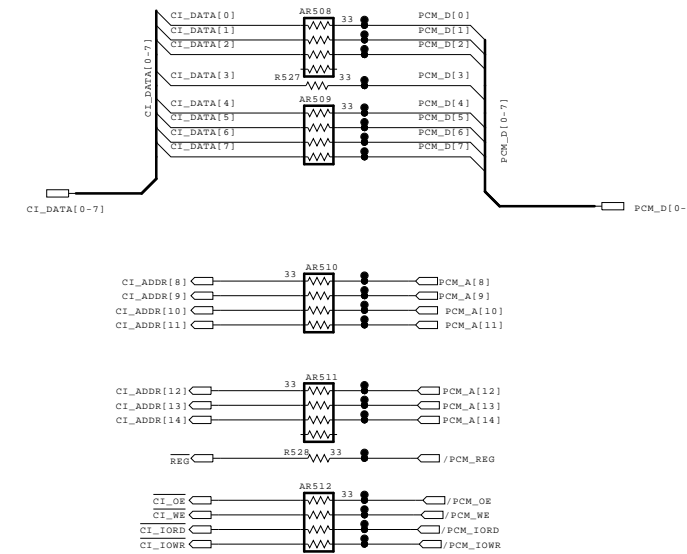 AR508
CI_DATA[0] 33 PCM_D[0]
CI_DATA[1] PCM_D[1]
CI_DATA[2] PCM_D[2]
CI_DATA[3] R527 33 PCM_D[3]
AR509
CI_DATA[4] 33 PCM_D[4]
CI_DATA[5] PCM_D[5]
CI_DATA[6] PCM_D[6]
CI_DATA[7] PCM_D[7]
CI_DATA[0-7]
PCM_D[0-7]
CI_DATA[0-7] PCM_D[0-
AR510
CI_ADDR[8] 33 PCM_A[8]
CI_ADDR[9] PCM_A[9]
CI_ADDR[10] PCM_A[10]
CI_ADDR[11] PCM_A[11]
AR511
CI_ADDR[12] 33 PCM_A[12]
CI_ADDR[13] PCM_A[13]
CI_ADDR[14] PCM_A[14]
REG R528 33 /PCM_REG
AR512
CI_OE 33 /PCM_OE
CI_WE /PCM_WE
CI_IORD /PCM_IORD
CI_IOWR /PCM_IOWR